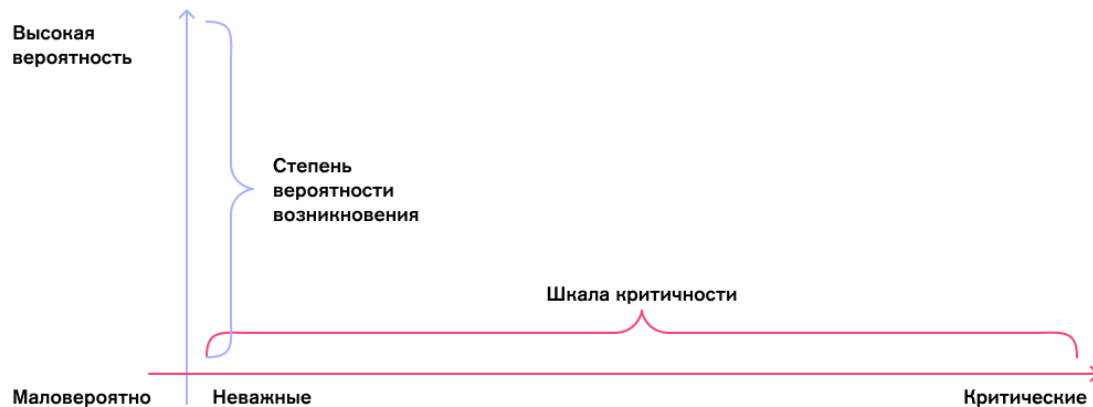 Высокая
вероятность
Степень
вероятности
возникновения
Шкала критичности
Маловероятно
Неважные
Критические